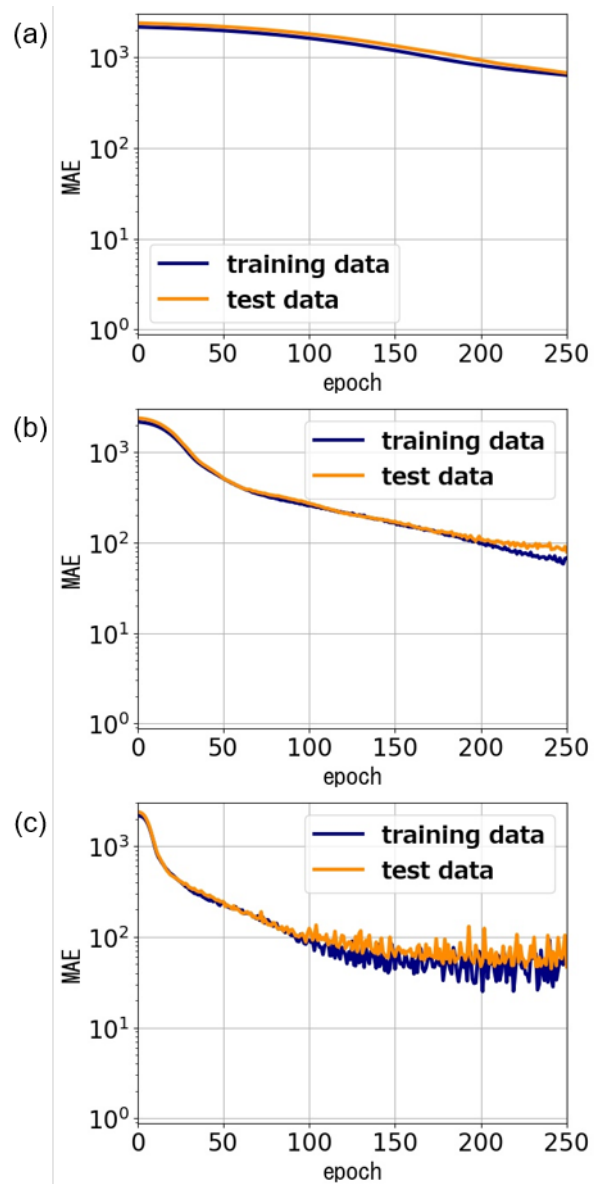 (a)
10³
10²
10¹
10⁰
MAE
training data
test data
0 50 100 150 200 250
epoch
(b)
10³
10²
10¹
10⁰
MAE
training data
test data
0 50 100 150 200 250
epoch
(c)
10³
10²
10¹
10⁰
MAE
training data
test data
0 50 100 150 200 250
epoch